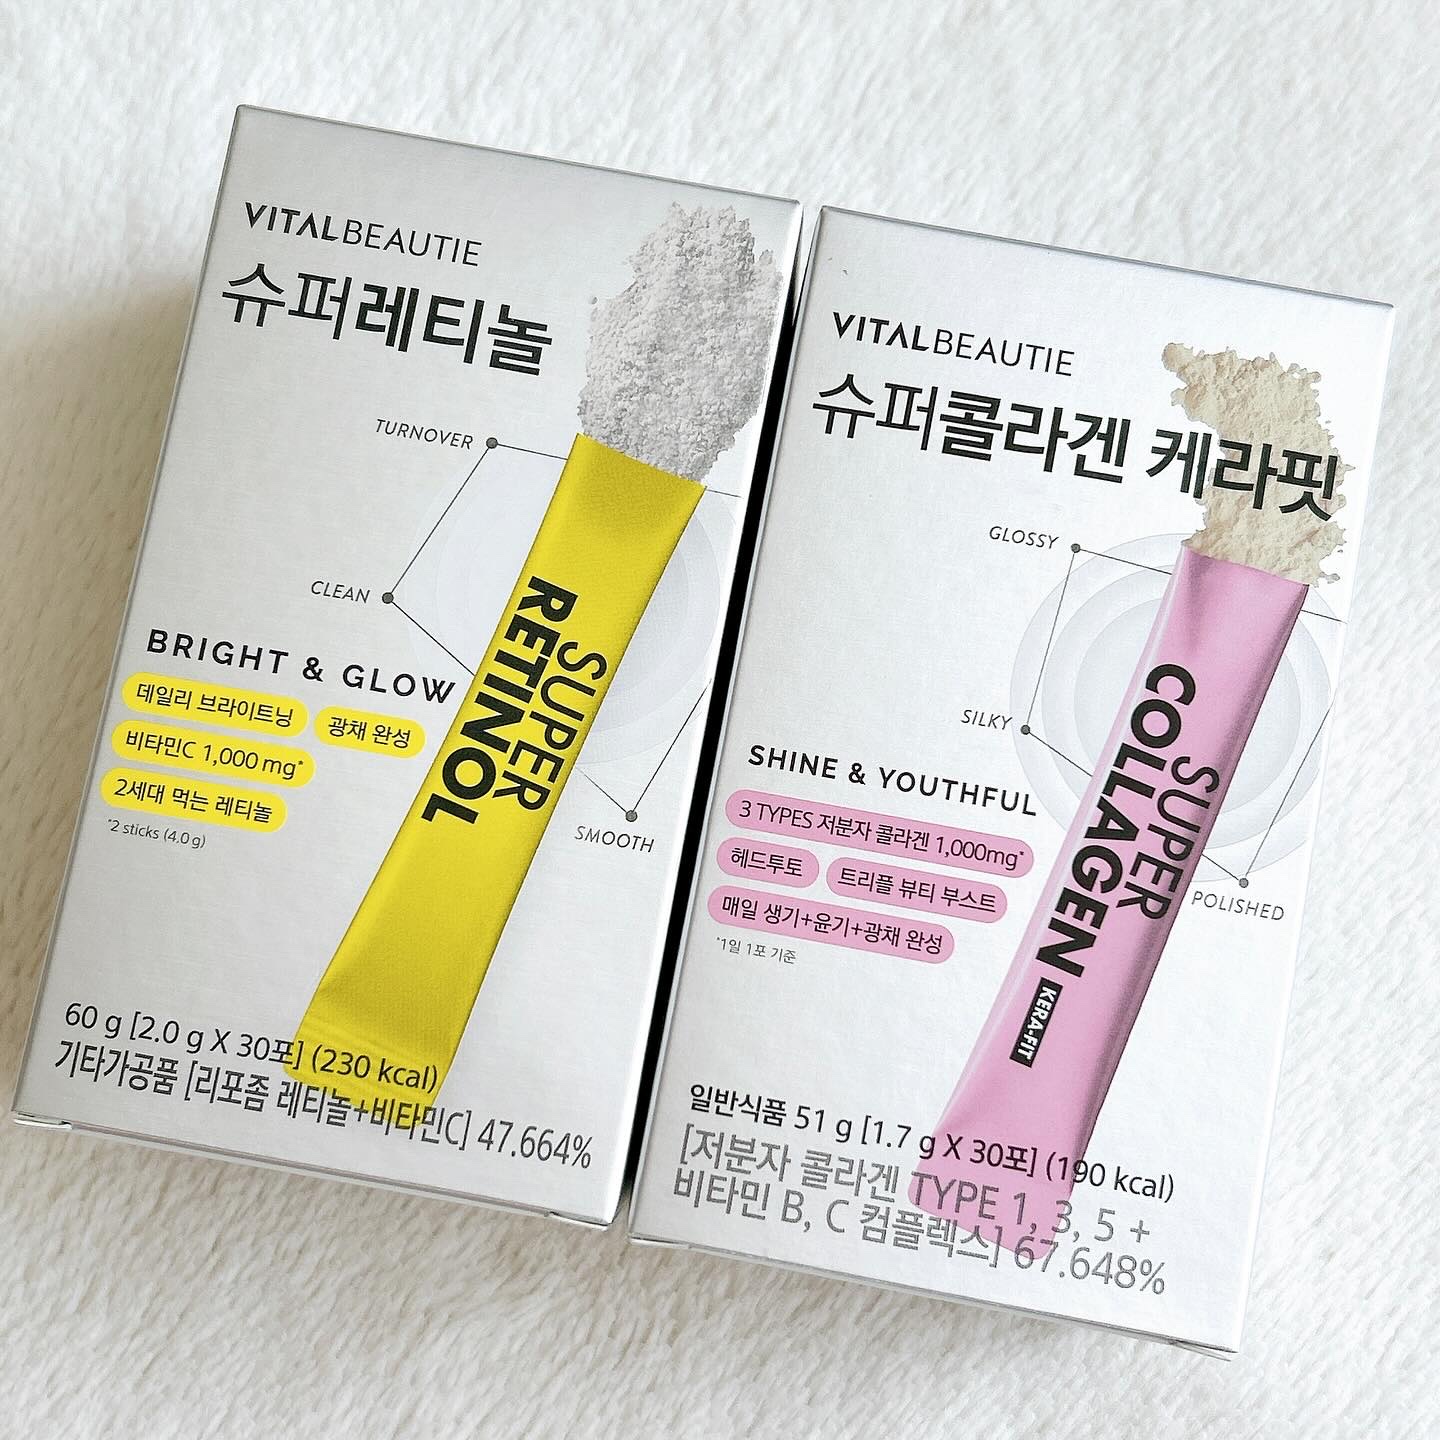 VITALBEAUTIE
슈퍼레티놀
TURNOVER
CLEAN
SMOOTH
BRIGHT & GLOW
데일리 브라이트닝
광채 완성
비타민C 1,000 mg*
2세대 먹는 레티놀
*2 sticks (4.0 g)
SUPER
RETINOL
60 g [2.0 g X 30포] (230 kcal)
기타가공품 [리포좀 레티놀+비타민C] 47.664%
VITALBEAUTIE
슈퍼콜라겐 케라핏
GLOSSY
SILKY
POLISHED
SHINE & YOUTHFUL
3 TYPES 저분자 콜라겐 1,000mg*
헤드투토
트리플 뷰티 부스트
매일 생기+윤기+광채 완성
*1일 1포 기준
SUPER
COLLAGEN
KERA-FIT
일반식품 51 g [1.7 g X 30포] (190 kcal)
[저분자 콜라겐 TYPE 1, 3, 5 +
비타민 B, C 컴플렉스] 67.648%